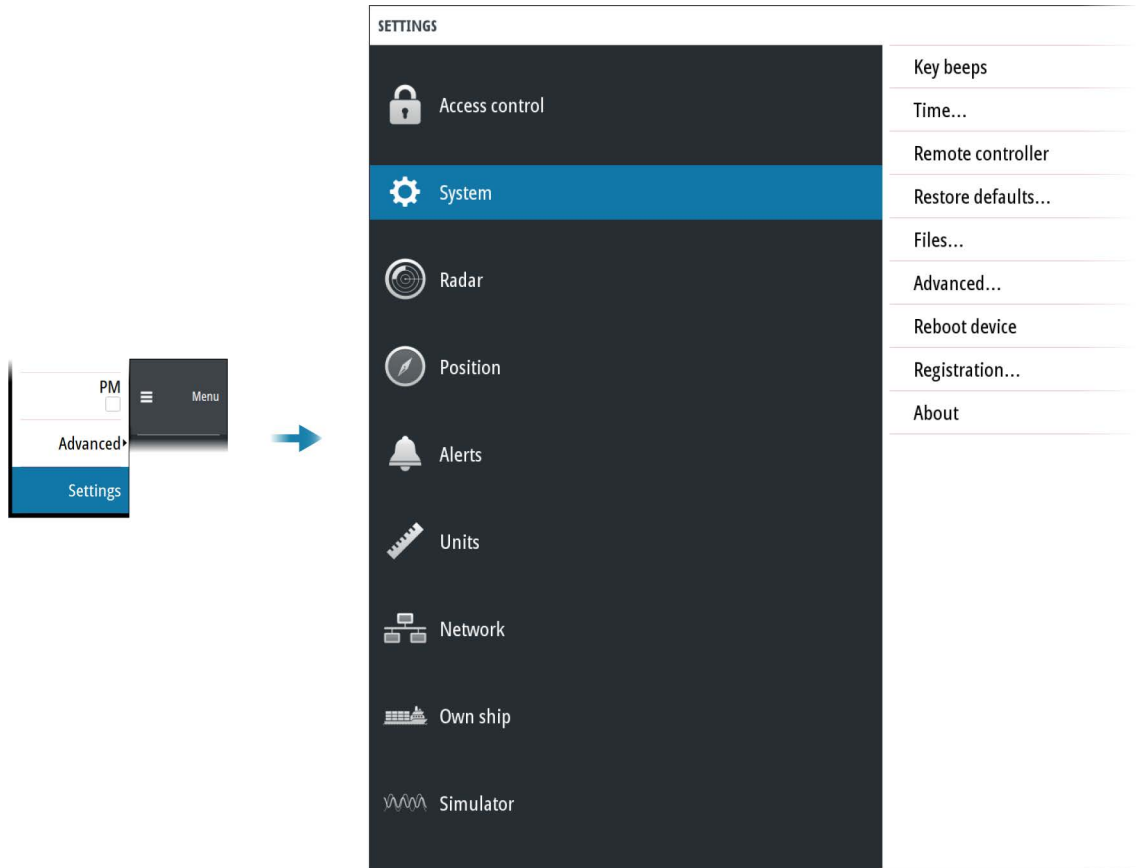 PM
Menu
Advanced
Settings
SETTINGS
Access control
System
Radar
Position
Alerts
Units
Network
Own ship
Simulator
Key beeps
Time...
Remote controller
Restore defaults...
Files...
Advanced...
Reboot device
Registration...
About